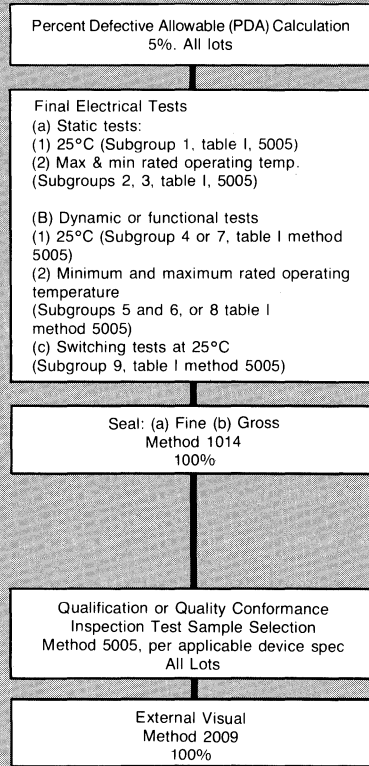 Percent Defective Allowable (PDA) Calculation
5%. All lots
Final Electrical Tests
(a) Static tests:
(1) 25°C (Subgroup 1, table I, 5005)
(2) Max & min rated operating temp.
(Subgroups 2, 3, table I, 5005)
(B) Dynamic or functional tests
(1) 25°C (Subgroup 4 or 7, table I method
5005)
(2) Minimum and maximum rated operating
temperature
(Subgroups 5 and 6, or 8 table I
method 5005)
(c) Switching tests at 25°C
(Subgroup 9, table I method 5005)
Seal: (a) Fine (b) Gross
Method 1014
100%
Qualification or Quality Conformance
Inspection Test Sample Selection
Method 5005, per applicable device spec
All Lots
External Visual
Method 2009
100%